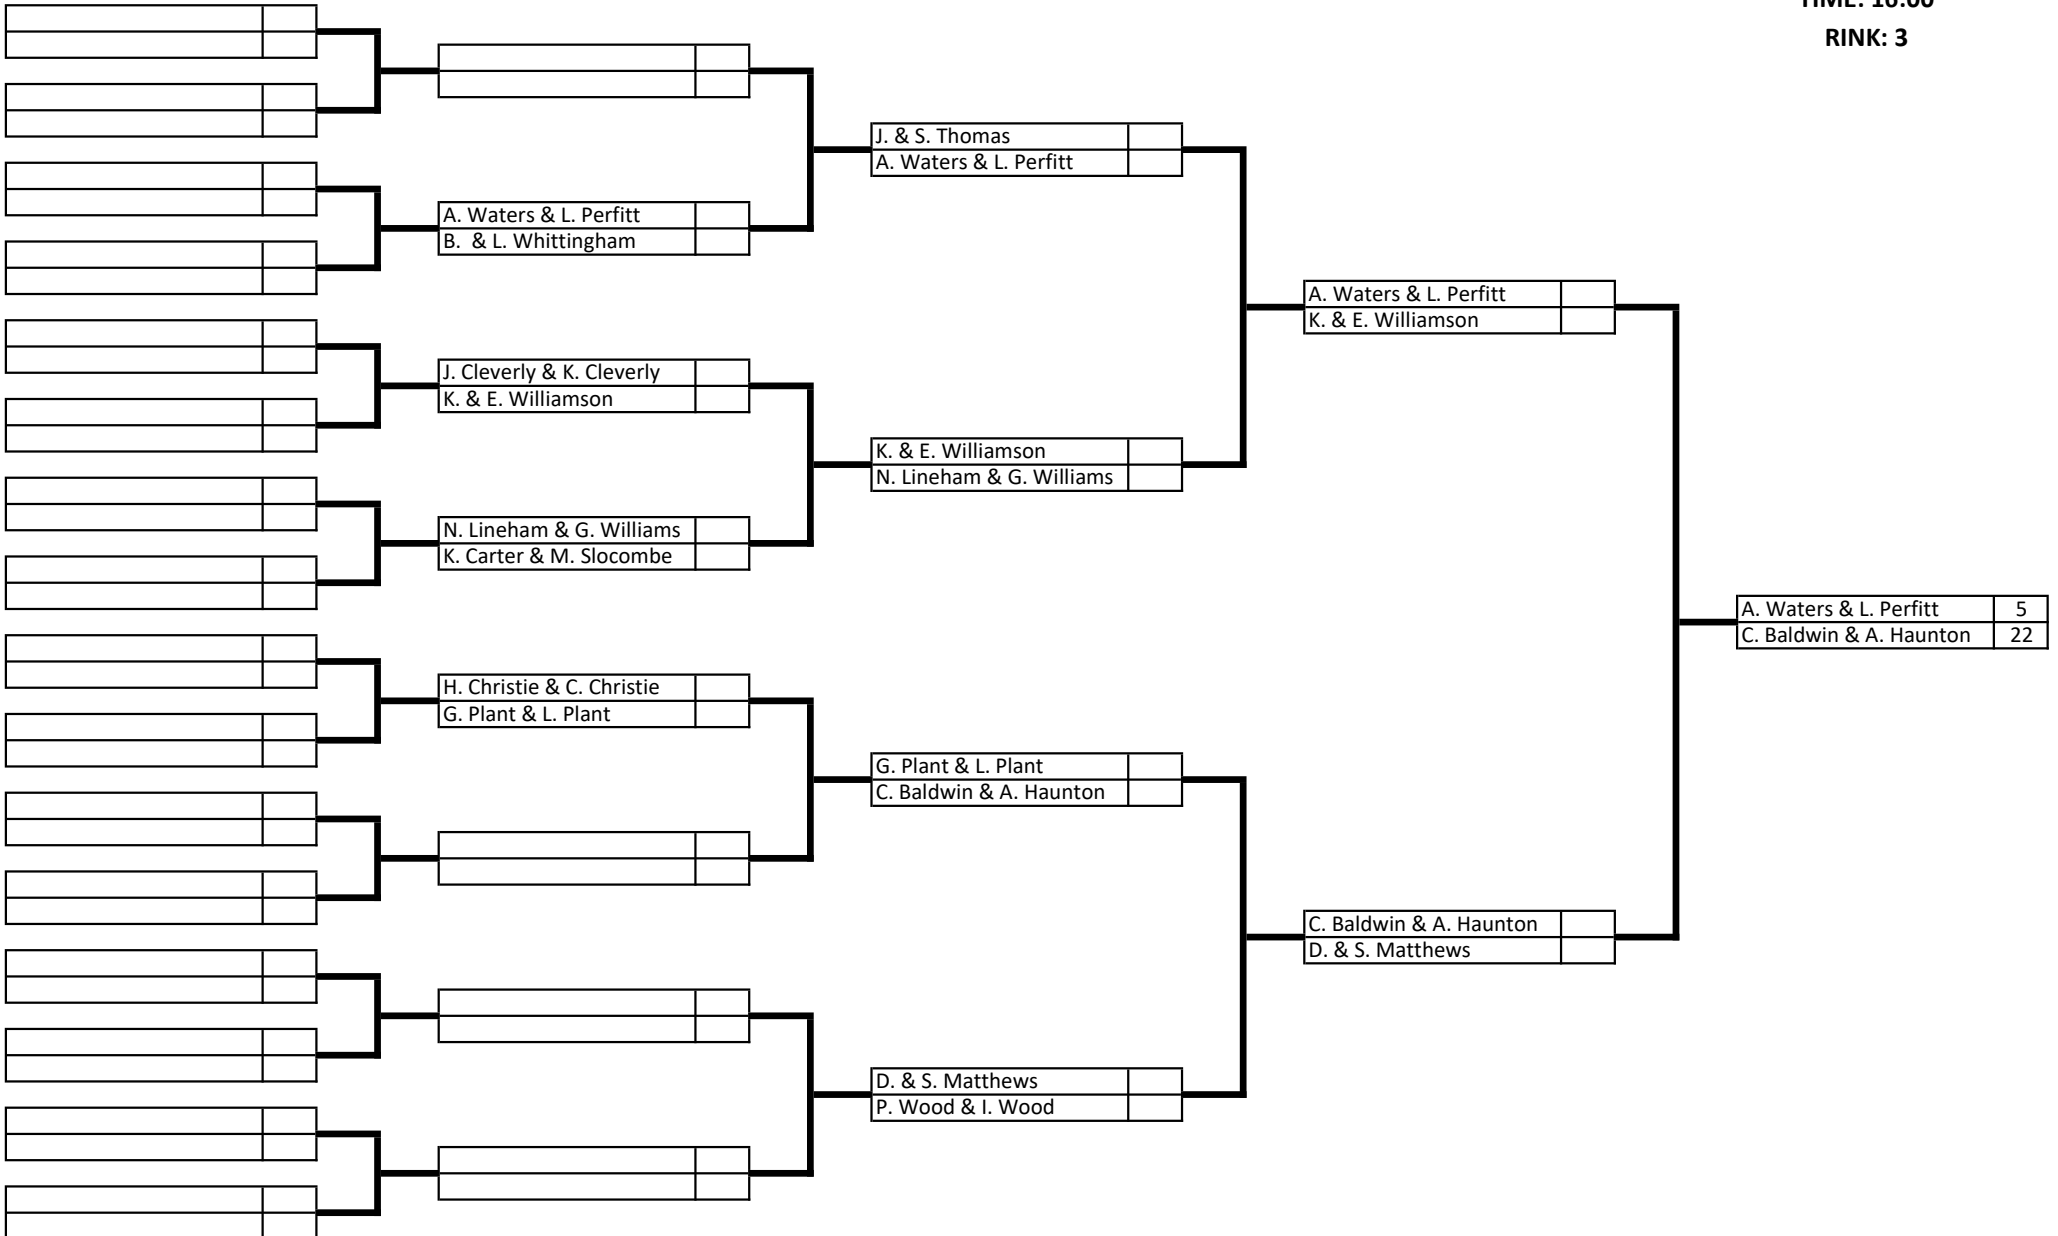 TIME: 16:00
RINK: 3
J. & S. Thomas
A. Waters & L. Perfitt
A. Waters & L. Perfitt
B.  & L. Whittingham
A. Waters & L. Perfitt
K. & E. Williamson
J. Cleverly & K. Cleverly
K. & E. Williamson
K. & E. Williamson
N. Lineham & G. Williams
N. Lineham & G. Williams
K. Carter & M. Slocombe
A. Waters & L. Perfitt 5
C. Baldwin & A. Haunton 22
H. Christie & C. Christie
G. Plant & L. Plant
G. Plant & L. Plant
C. Baldwin & A. Haunton
C. Baldwin & A. Haunton
D. & S. Matthews
D. & S. Matthews
P. Wood & I. Wood